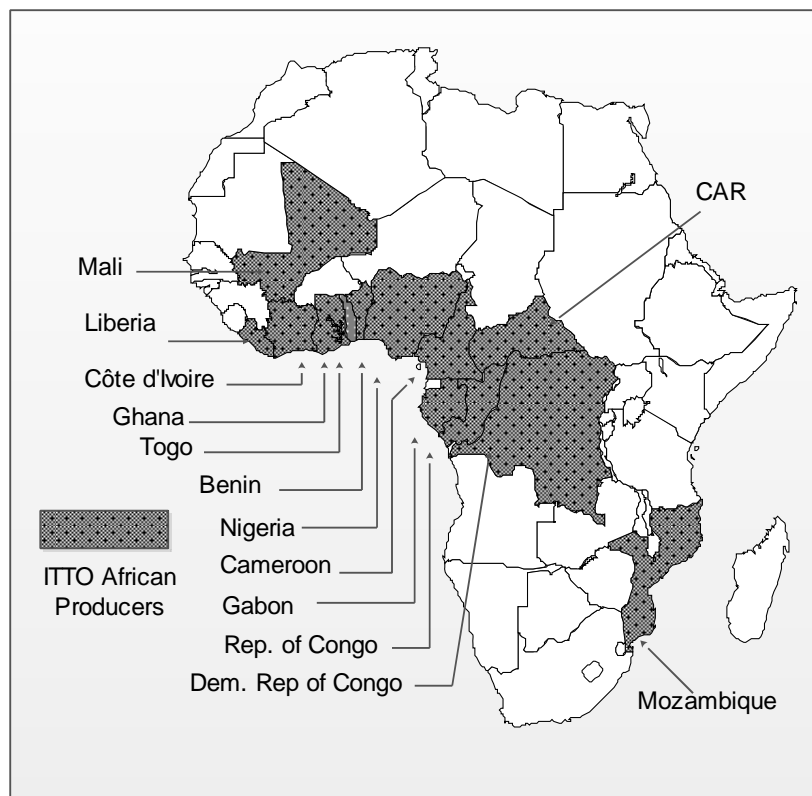 CAR
Mali
Liberia
Côte d'Ivoire
Ghana
Togo
Benin
Nigeria
Cameroon
Gabon
Rep. of Congo
Dem. Rep of Congo
Mozambique
ITTO African
Producers